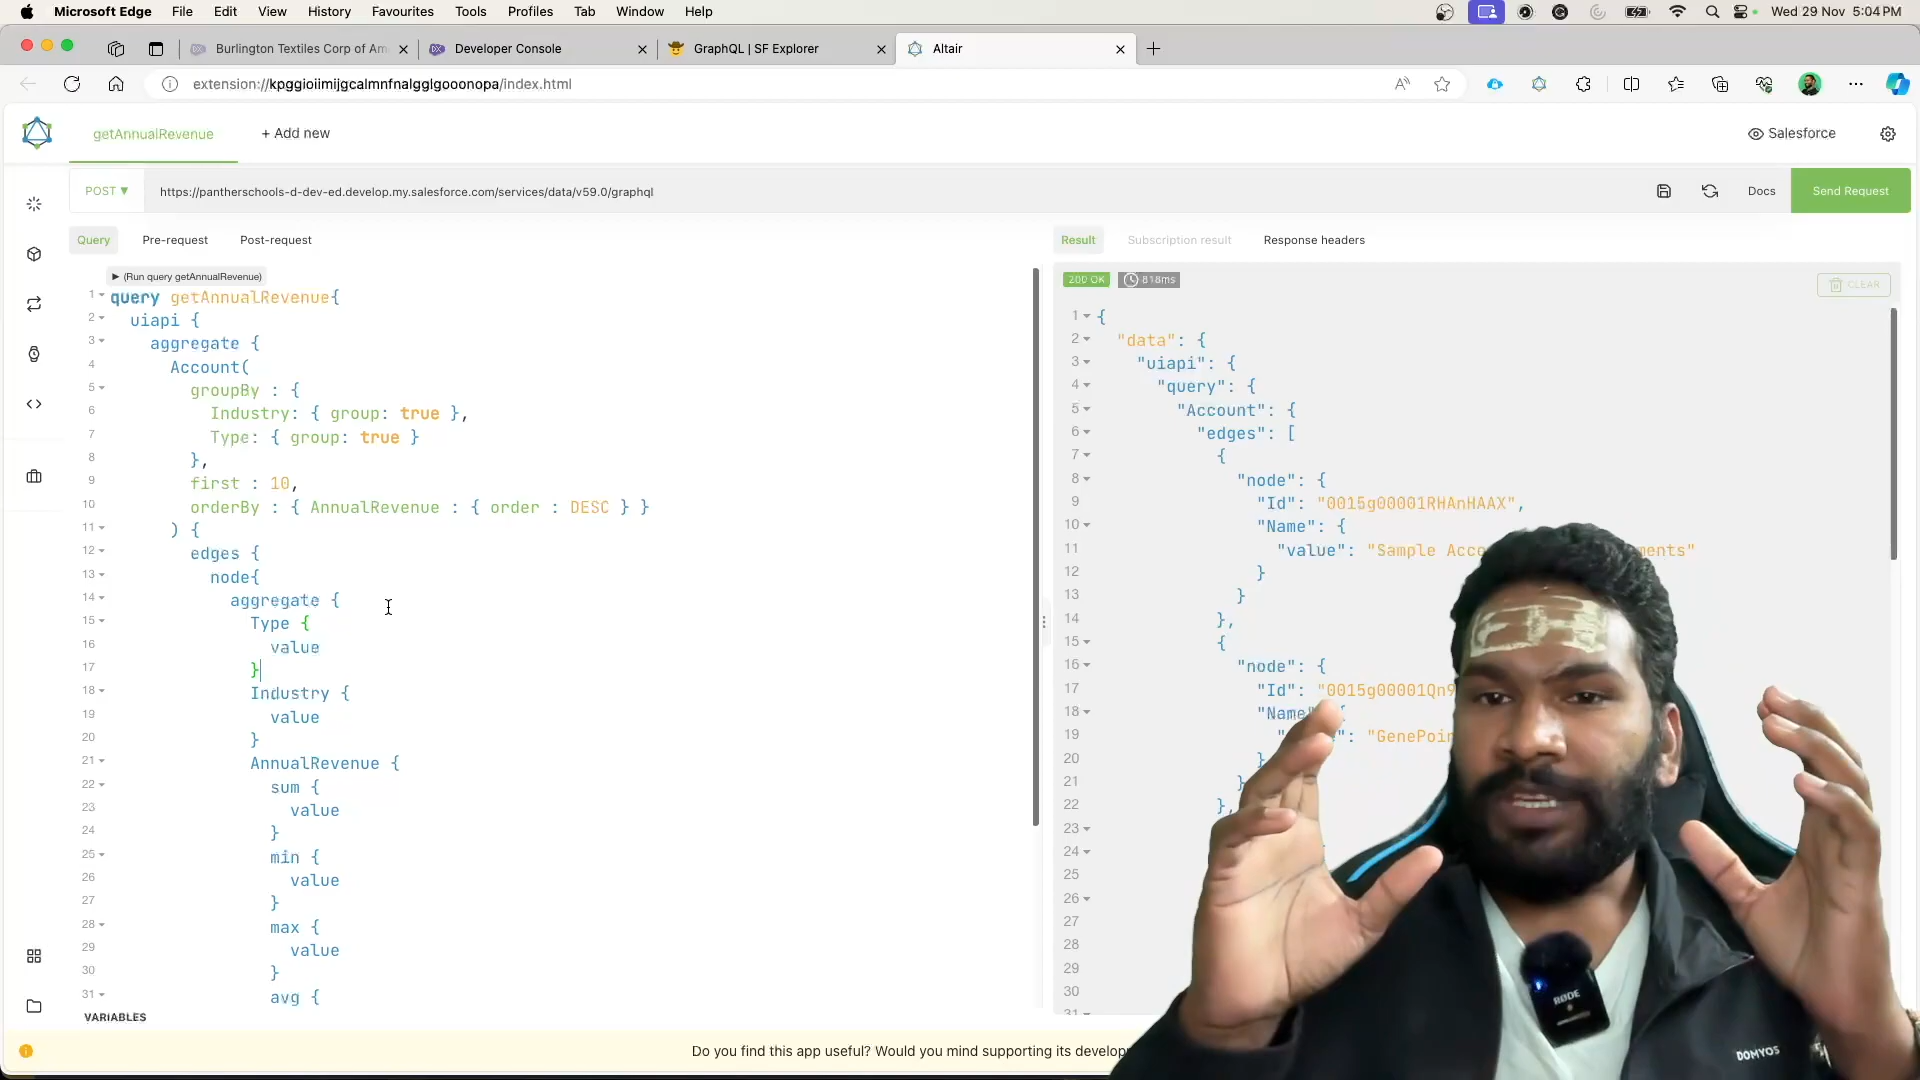 Microsoft Edge File Edit View History Favourites Tools Profiles Tab Window Help Wed 29 Nov 5:04 PM
Burlington Textiles Corp of Am
Developer Console
GraphQL | SF Explorer
Altair
extension://kpggioiimijgcalmnfnalgglgooonopa/index.html
getAnnualRevenue
+ Add new
Salesforce
POST
https://pantherschools-d-dev-ed.develop.my.salesforce.com/services/data/v59.0/graphql
Docs
Send Request
Query Pre-request Post-request
(Run query getAnnualRevenue)
1 query getAnnualRevenue{
2 uiapi {
3 aggregate {
4 Account(
5 groupBy : {
6 Industry: { group: true },
7 Type: { group: true }
8 },
9 first : 10,
10 orderBy : { AnnualRevenue : { order : DESC } }
11 ) {
12 edges {
13 node{
14 aggregate {
15 Type {
16 value
17 }
18 Industry {
19 value
20 }
21 AnnualRevenue {
22 sum {
23 value
24 }
25 min {
26 value
27 }
28 max {
29 value
30 }
31 avg {
VARIABLES
Result Subscription result Response headers
200 OK 818ms
CLEAR
1 {
2 "data": {
3 "uiapi": {
4 "query": {
5 "Account": {
6 "edges": [
7 {
8 "node": {
9 "Id": "0015g00001RHAnHAAX",
10 "Name": {
11 "value": "Sample Acco ments"
12 }
13 }
14 },
15 {
16 "node": {
17 "Id": "0015g00001Qn9
18 "Name" {
19 ": "GenePoin
20 }
21 }
22 },
23
24
25
26
27
28
29
30
31
Do you find this app useful? Would you mind supporting its develop
RØDE
DOMYOS